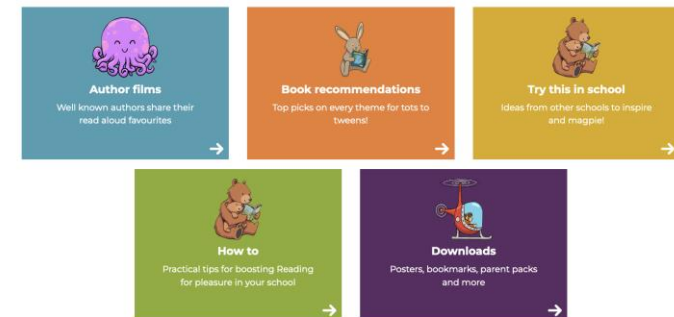 Author films
Well known authors share their
read aloud favourites
Book recommendations
Top picks on every theme for tots to
tweens!
Try this in school
Ideas from other schools to inspire
and magpie!
How to
Practical tips for boosting Reading
for pleasure in your school
Downloads
Posters, bookmarks, parent packs
and more